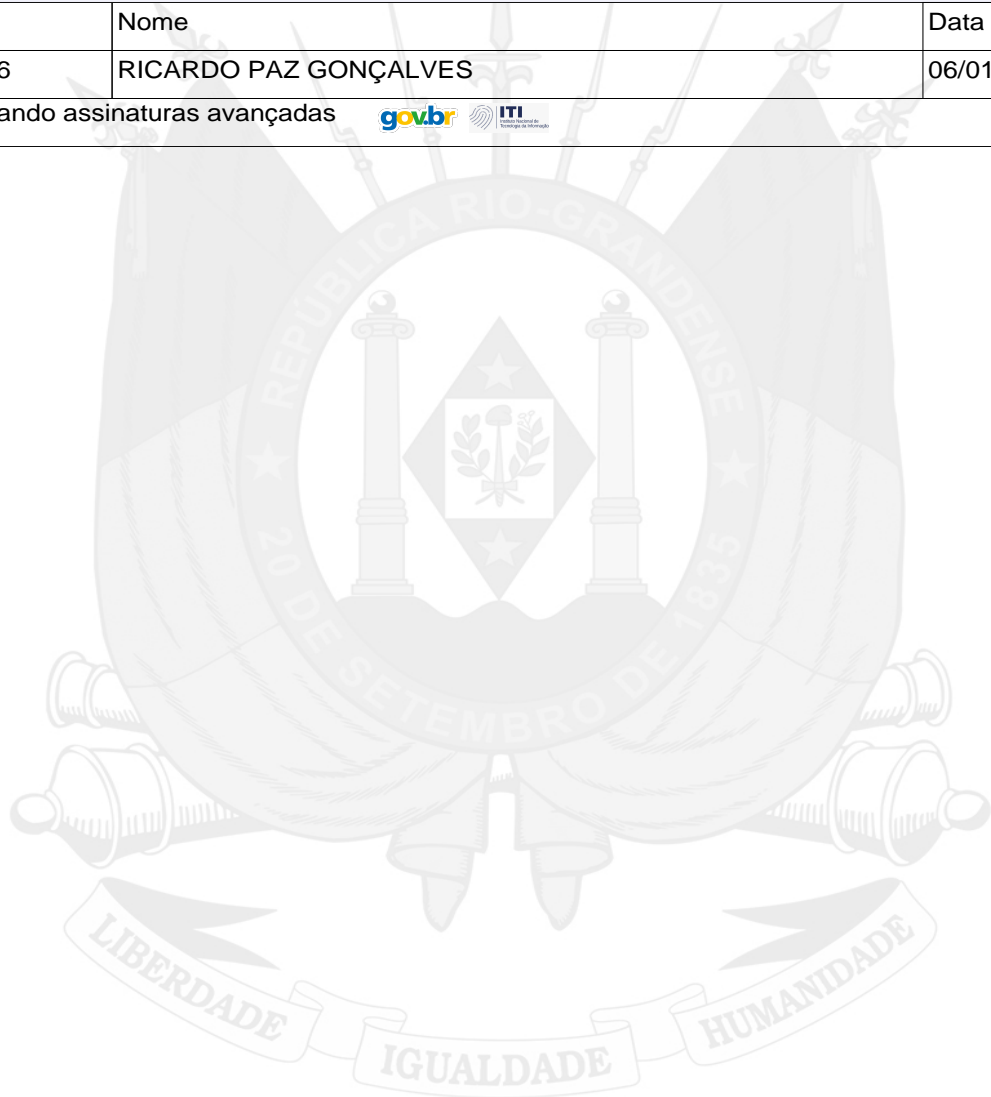 Nome Data
6 RICARDO PAZ GONÇALVES 06/01
ando assinaturas avançadas gov.br ITI
REPÚBLICA RIO-GRANDENSE
20 DE SETEMBRO DE 1835
LIBERDADE IGUALDADE HUMANIDADE